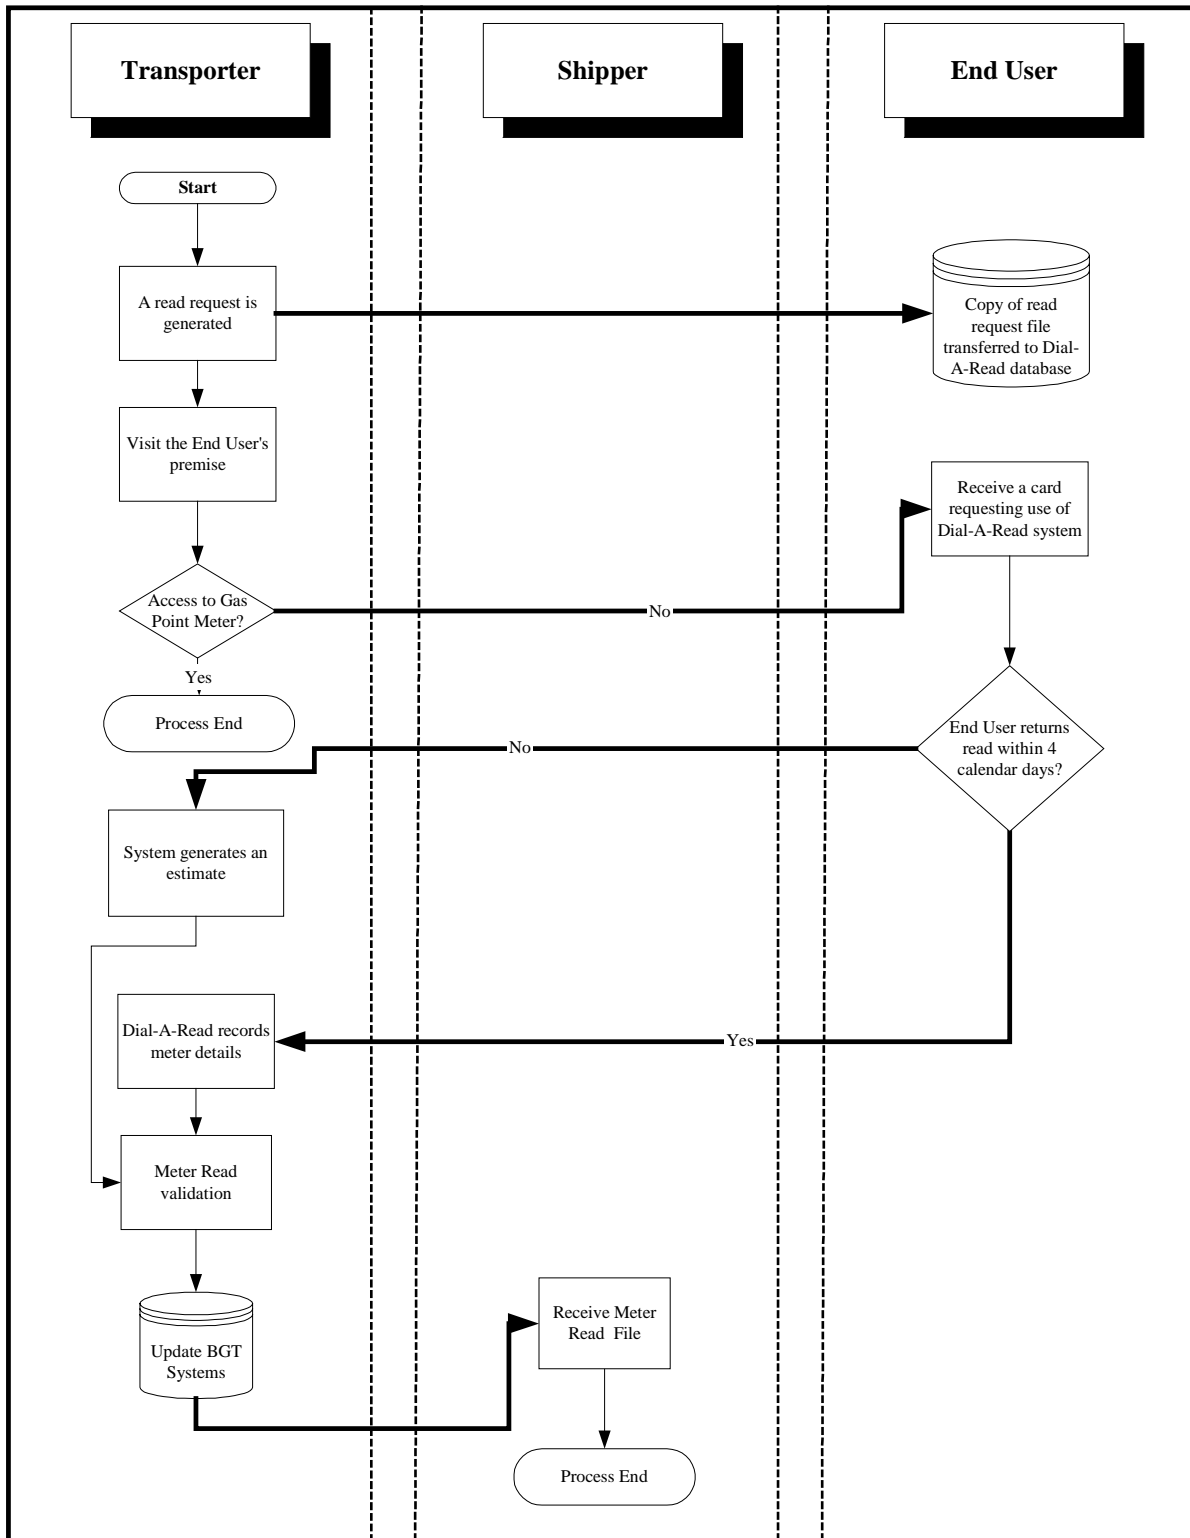 Transporter
Shipper
End User
Start
A read request is
generated
Copy of read
request file
transferred to Dial-
A-Read database
Visit the End User's
premise
Receive a card
requesting use of
Dial-A-Read system
Access to Gas
Point Meter?
No
Yes
Process End
End User returns
read within 4
calendar days?
No
System generates an
estimate
Dial-A-Read records
meter details
Yes
Meter Read
validation
Receive Meter
Read File
Update BGT
Systems
Process End